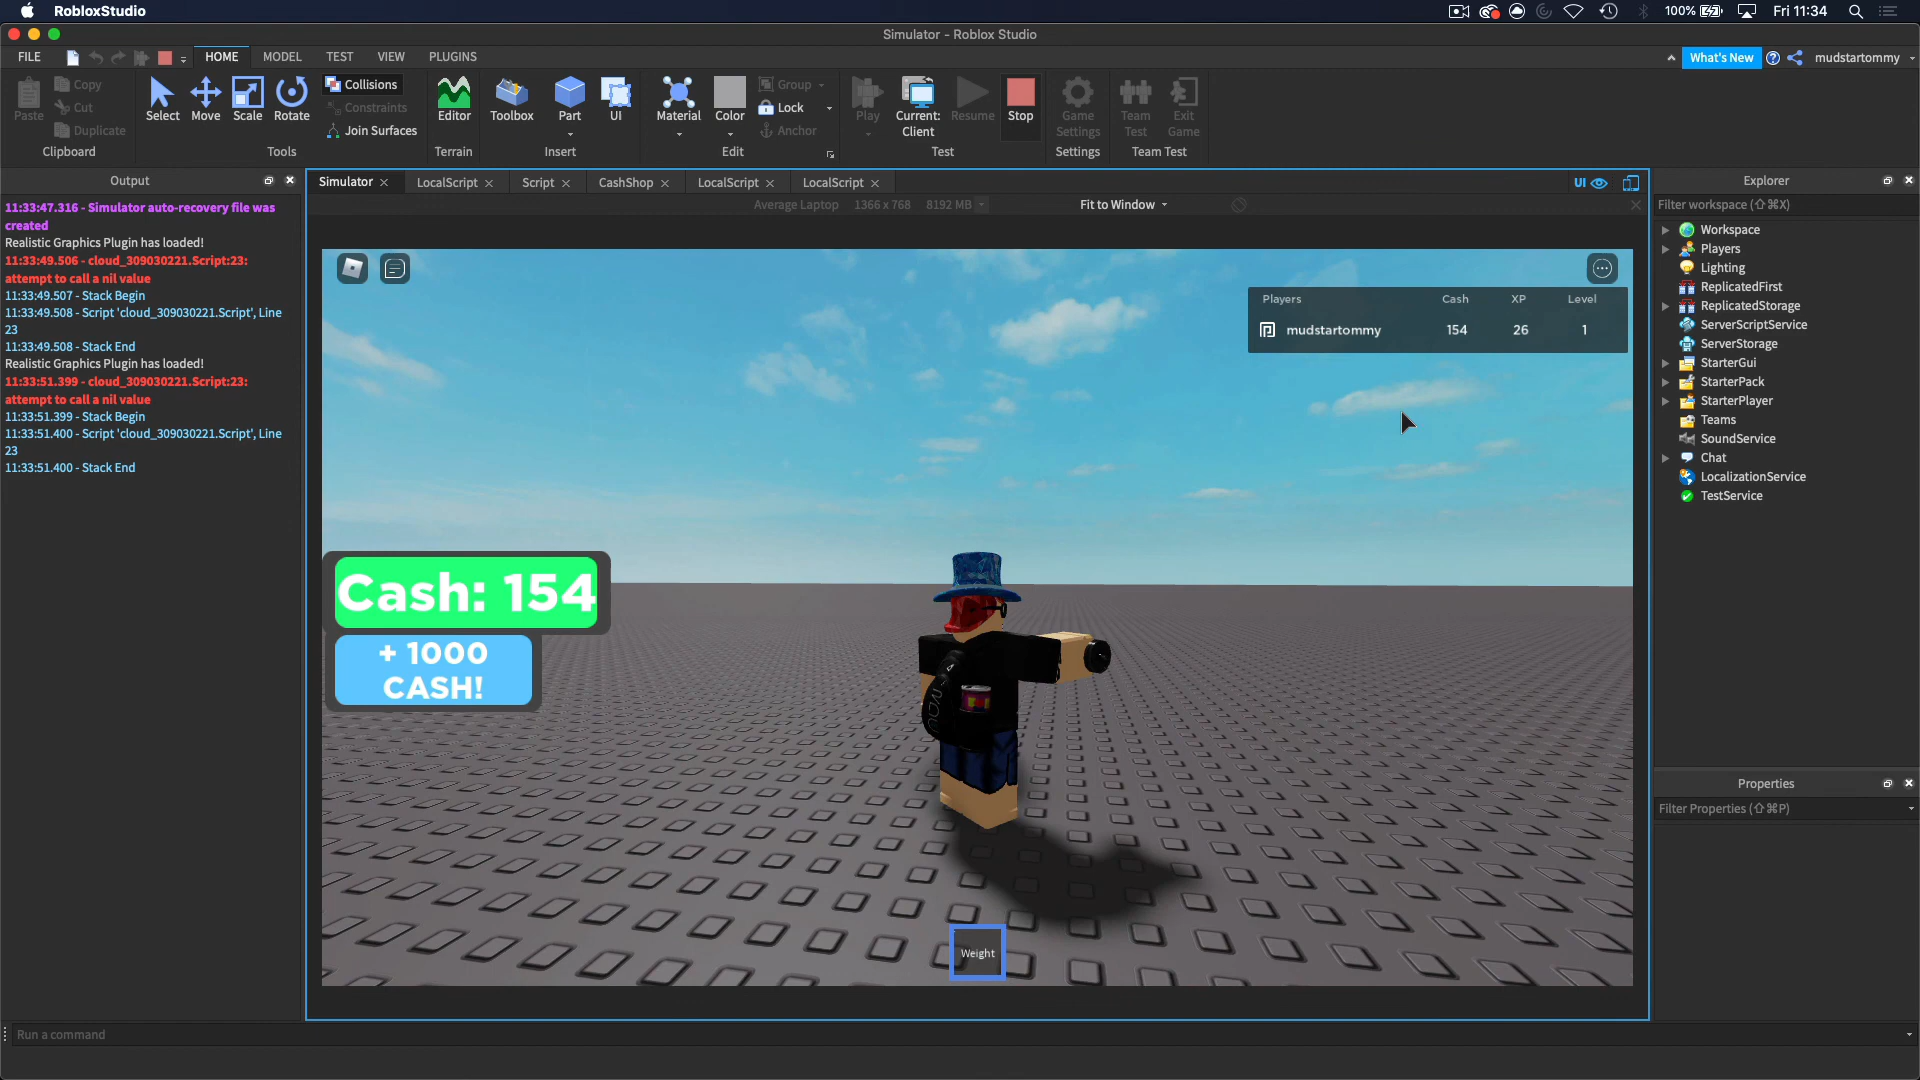 RobloxStudio
100%
Fri 11:34
Simulator - Roblox Studio
FILE
HOME
MODEL
TEST
VIEW
PLUGINS
What's New
mudstartommy
Paste
Copy
Cut
Duplicate
Clipboard
Select
Move
Scale
Rotate
Collisions
Constraints
Join Surfaces
Tools
Editor
Terrain
Toolbox
Part
UI
Insert
Material
Color
Group
Lock
Anchor
Edit
Play
Current:
Client
Resume
Stop
Test
Game
Settings
Settings
Team
Test
Exit
Game
Team Test
Output
11:33:47.316 - Simulator auto-recovery file was
created
Realistic Graphics Plugin has loaded!
11:33:49.506 - cloud_309030221.Script:23:
attempt to call a nil value
11:33:49.507 - Stack Begin
11:33:49.508 - Script 'cloud_309030221.Script', Line
23
11:33:49.508 - Stack End
Realistic Graphics Plugin has loaded!
11:33:51.399 - cloud_309030221.Script:23:
attempt to call a nil value
11:33:51.399 - Stack Begin
11:33:51.400 - Script 'cloud_309030221.Script', Line
23
11:33:51.400 - Stack End
Simulator
LocalScript
Script
CashShop
LocalScript
LocalScript
UI
Average Laptop
1366 x 768
8192 MB
Fit to Window
Players
Cash
XP
Level
mudstartommy
154
26
1
Cash: 154
+ 1000
CASH!
Weight
Explorer
Filter workspace (⇧⌘X)
Workspace
Players
Lighting
ReplicatedFirst
ReplicatedStorage
ServerScriptService
ServerStorage
StarterGui
StarterPack
StarterPlayer
Teams
SoundService
Chat
LocalizationService
TestService
Properties
Filter Properties (⇧⌘P)
Run a command